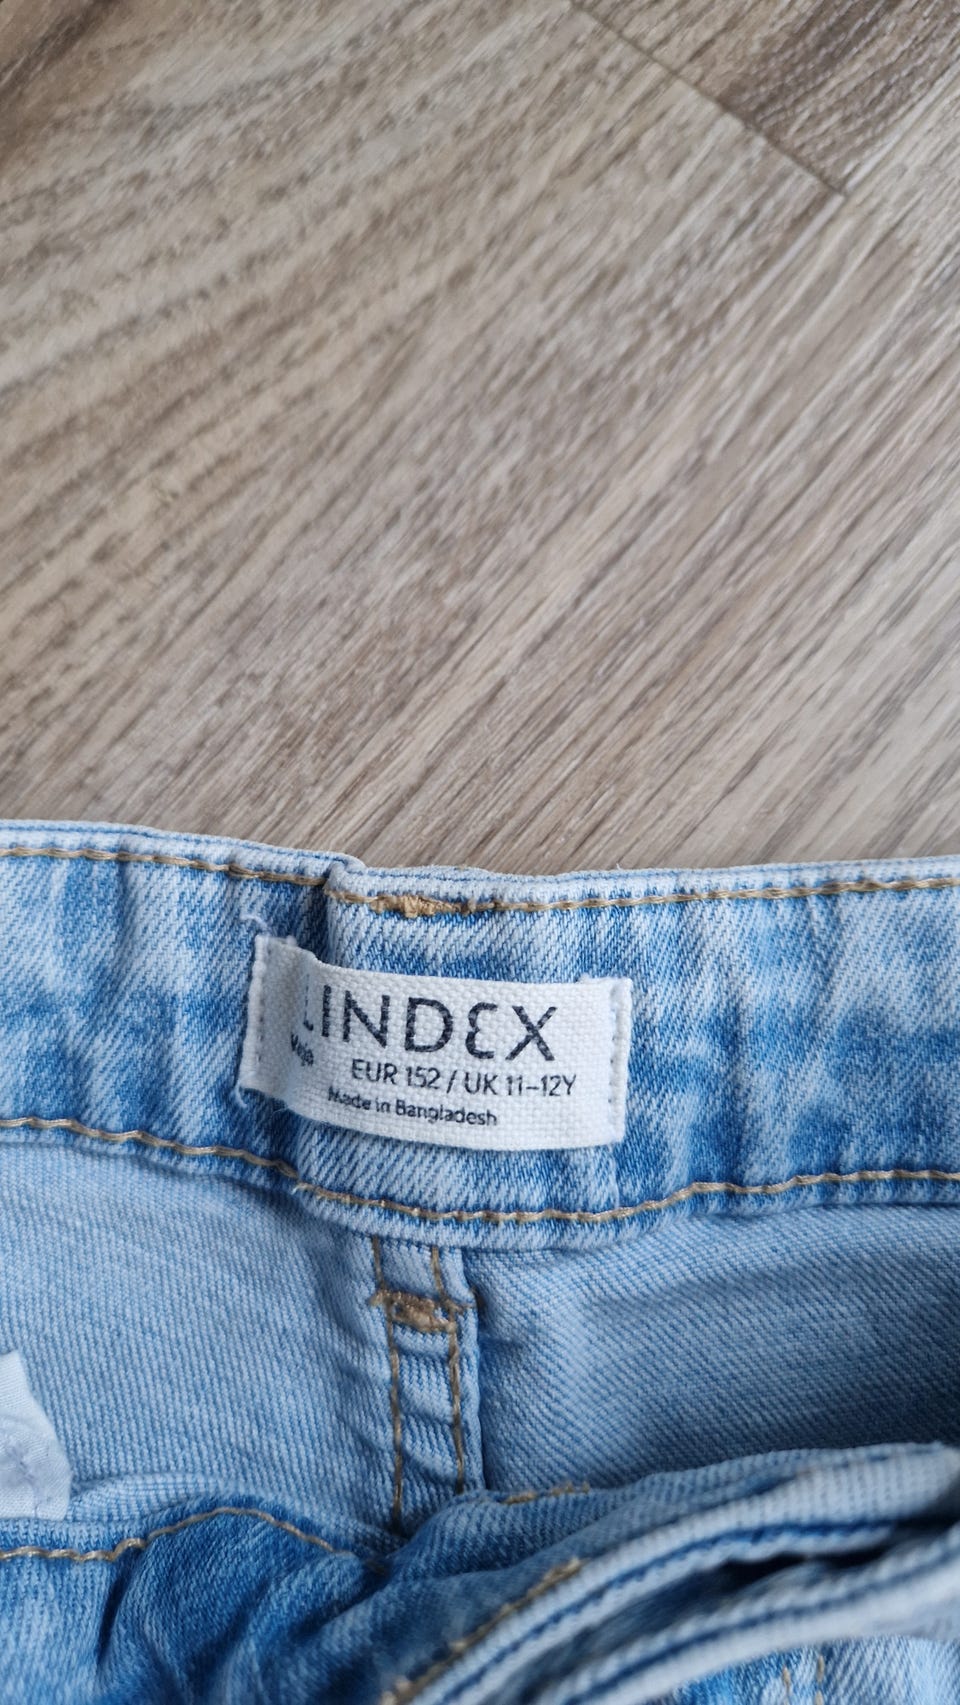 LINDEX
EUR 152 / UK 11-12Y
Made in Bangladesh